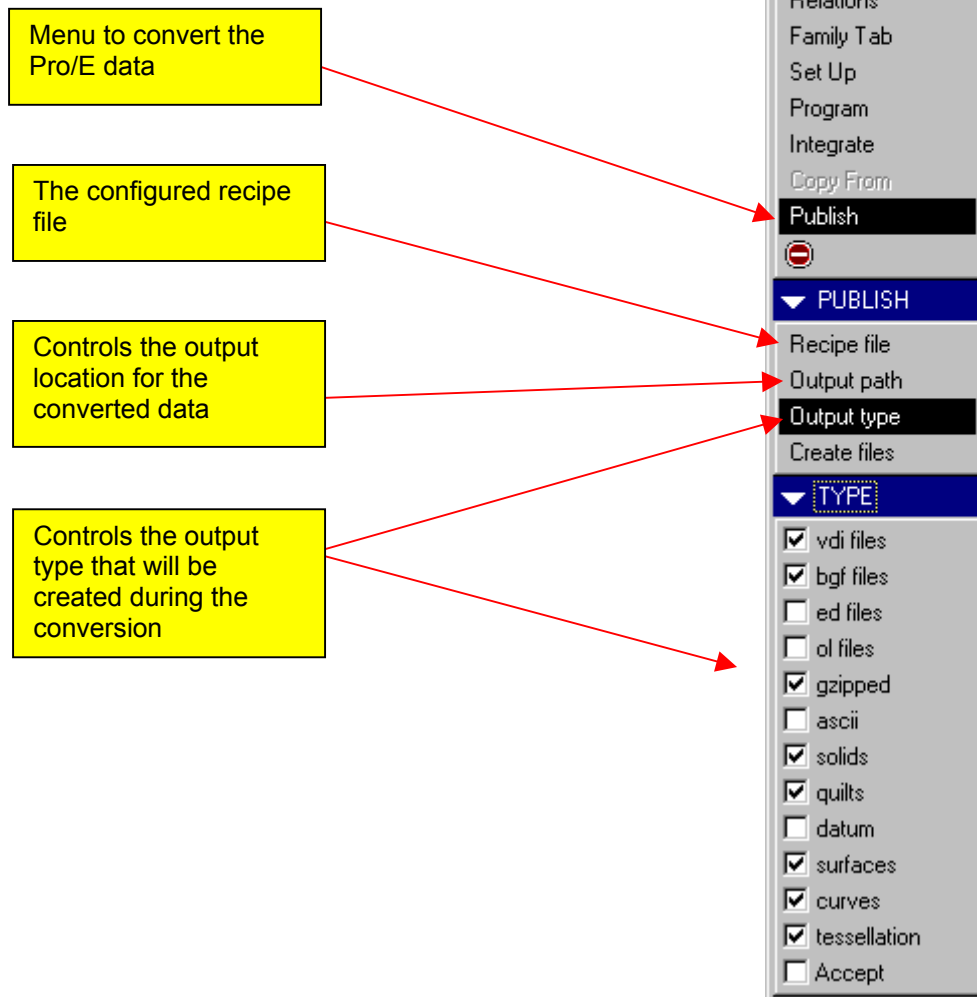 Menu to convert the
Pro/E data
The configured recipe
file
Controls the output
location for the
converted data
Controls the output
type that will be
created during the
conversion
Relations
Family Tab
Set Up
Program
Integrate
Copy From
Publish
PUBLISH
Recipe file
Output path
Output type
Create files
TYPE
vdi files
bgf files
ed files
ol files
gzipped
ascii
solids
quilts
datum
surfaces
curves
tessellation
Accept